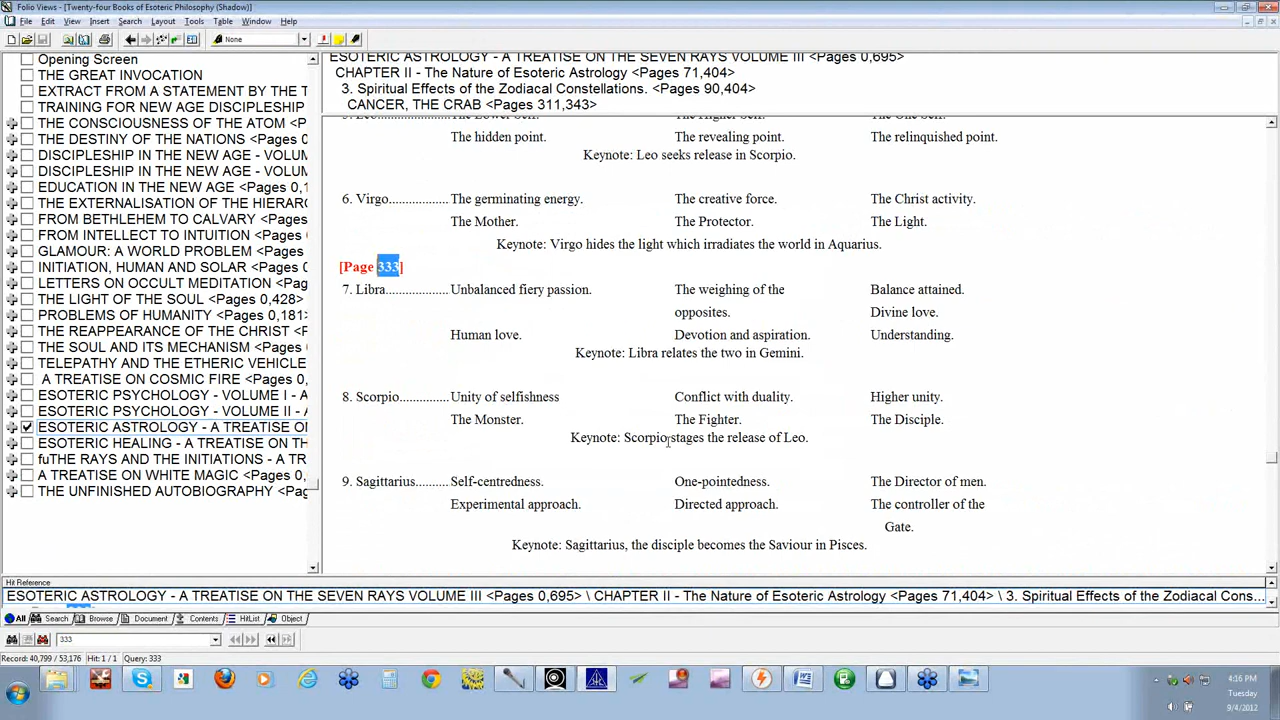 Folio Views - [Twenty-four Books of Esoteric Philosophy (Shadow)]
File Edit View Insert Search Layout Tools Table Window Help
None
Opening Screen
THE GREAT INVOCATION
EXTRACT FROM A STATEMENT BY THE T
TRAINING FOR NEW AGE DISCIPLESHIP
THE CONSCIOUSNESS OF THE ATOM <P
THE DESTINY OF THE NATIONS <Pages
DISCIPLESHIP IN THE NEW AGE - VOLUM
DISCIPLESHIP IN THE NEW AGE - VOLUM
EDUCATION IN THE NEW AGE <Pages 0,1
THE EXTERNALISATION OF THE HIERAR
FROM BETHLEHEM TO CALVARY <Pages
FROM INTELLECT TO INTUITION <Pages
GLAMOUR: A WORLD PROBLEM <Pages
INITIATION, HUMAN AND SOLAR <Pages 0
LETTERS ON OCCULT MEDITATION <Pages
THE LIGHT OF THE SOUL <Pages 0,428>
PROBLEMS OF HUMANITY <Pages 0,181>
THE REAPPEARANCE OF THE CHRIST <P
THE SOUL AND ITS MECHANISM <Pages
TELEPATHY AND THE ETHERIC VEHICLE
A TREATISE ON COSMIC FIRE <Pages 0,
ESOTERIC PSYCHOLOGY - VOLUME I - A
ESOTERIC PSYCHOLOGY - VOLUME II - A
ESOTERIC ASTROLOGY - A TREATISE O
ESOTERIC HEALING - A TREATISE ON TH
fuTHE RAYS AND THE INITIATIONS - A TR
A TREATISE ON WHITE MAGIC <Pages 0,
THE UNFINISHED AUTOBIOGRAPHY <Pag
ESOTERIC ASTROLOGY - A TREATISE ON THE SEVEN RAYS VOLUME III <Pages 0,695>
CHAPTER II - The Nature of Esoteric Astrology <Pages 71,404>
3. Spiritual Effects of the Zodiacal Constellations. <Pages 90,404>
CANCER, THE CRAB <Pages 311,343>
5. Leo..................... The Lower Self. The Higher Self. The One Self.
The hidden point. The revealing point. The relinquished point.
Keynote: Leo seeks release in Scorpio.
6. Virgo.................. The germinating energy. The creative force. The Christ activity.
The Mother. The Protector. The Light.
Keynote: Virgo hides the light which irradiates the world in Aquarius.
[Page 333]
7. Libra................... Unbalanced fiery passion. The weighing of the Balance attained.
opposites. Divine love.
Human love. Devotion and aspiration. Understanding.
Keynote: Libra relates the two in Gemini.
8. Scorpio............... Unity of selfishness Conflict with duality. Higher unity.
The Monster. The Fighter. The Disciple.
Keynote: Scorpio stages the release of Leo.
9. Sagittarius.......... Self-centredness. One-pointedness. The Director of men.
Experimental approach. Directed approach. The controller of the
Gate.
Keynote: Sagittarius, the disciple becomes the Saviour in Pisces.
Hit Reference
ESOTERIC ASTROLOGY - A TREATISE ON THE SEVEN RAYS VOLUME III <Pages 0,695> \ CHAPTER II - The Nature of Esoteric Astrology <Pages 71,404> \ 3. Spiritual Effects of the Zodiacal Cons...
All Search Browse Document Contents HitList Object
333
Record: 40,799 / 53,176 Hit: 1 / 1 Query: 333
4:16 PM
Tuesday
9/4/2012